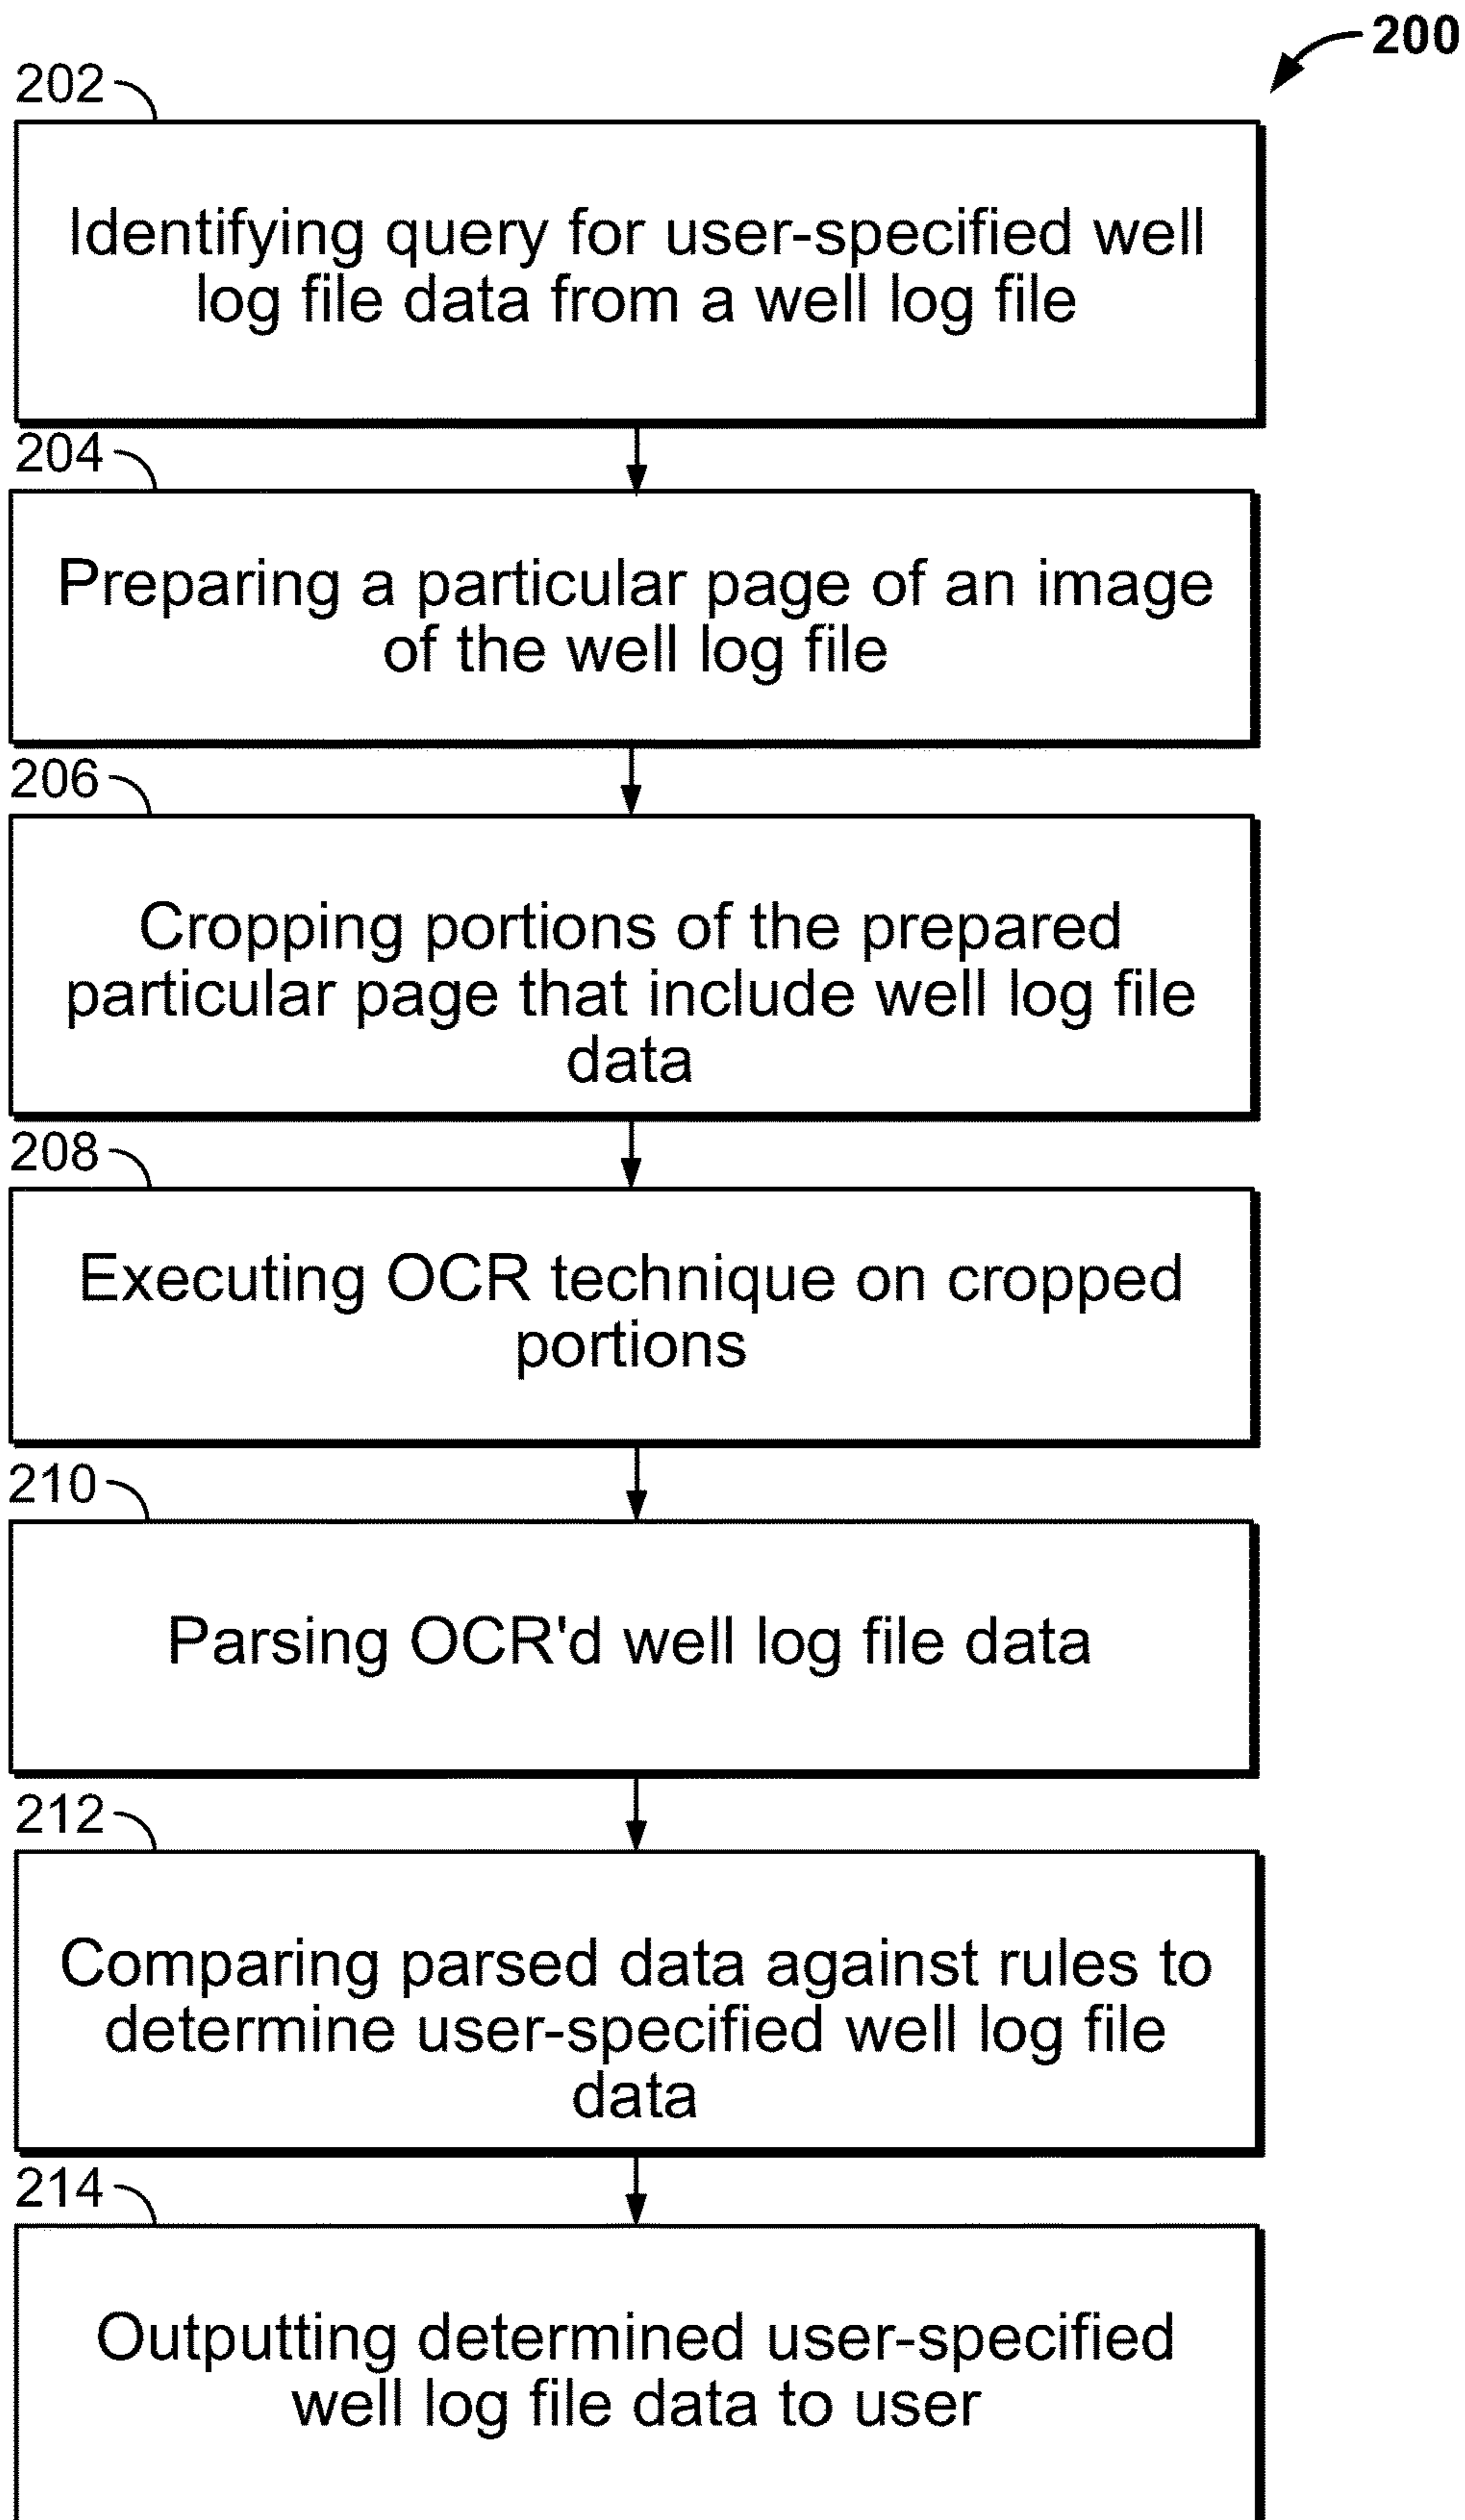 200
202
Identifying query for user-specified well
log file data from a well log file
204
Preparing a particular page of an image
of the well log file
206
Cropping portions of the prepared
particular page that include well log file
data
208
Executing OCR technique on cropped
portions
210
Parsing OCR'd well log file data
212
Comparing parsed data against rules to
determine user-specified well log file
data
214
Outputting determined user-specified
well log file data to user